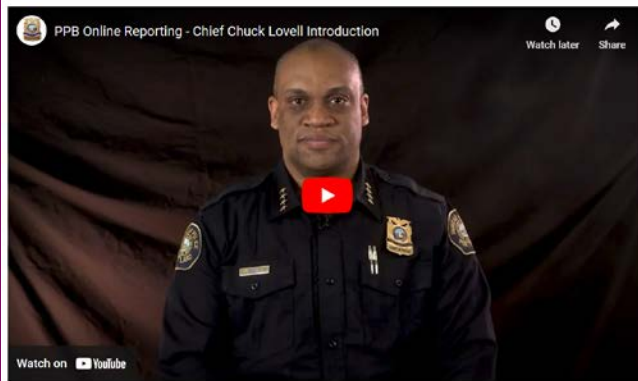 PPB Online Reporting - Chief Chuck Lovell Introduction
Watch later
Share
Watch on YouTube